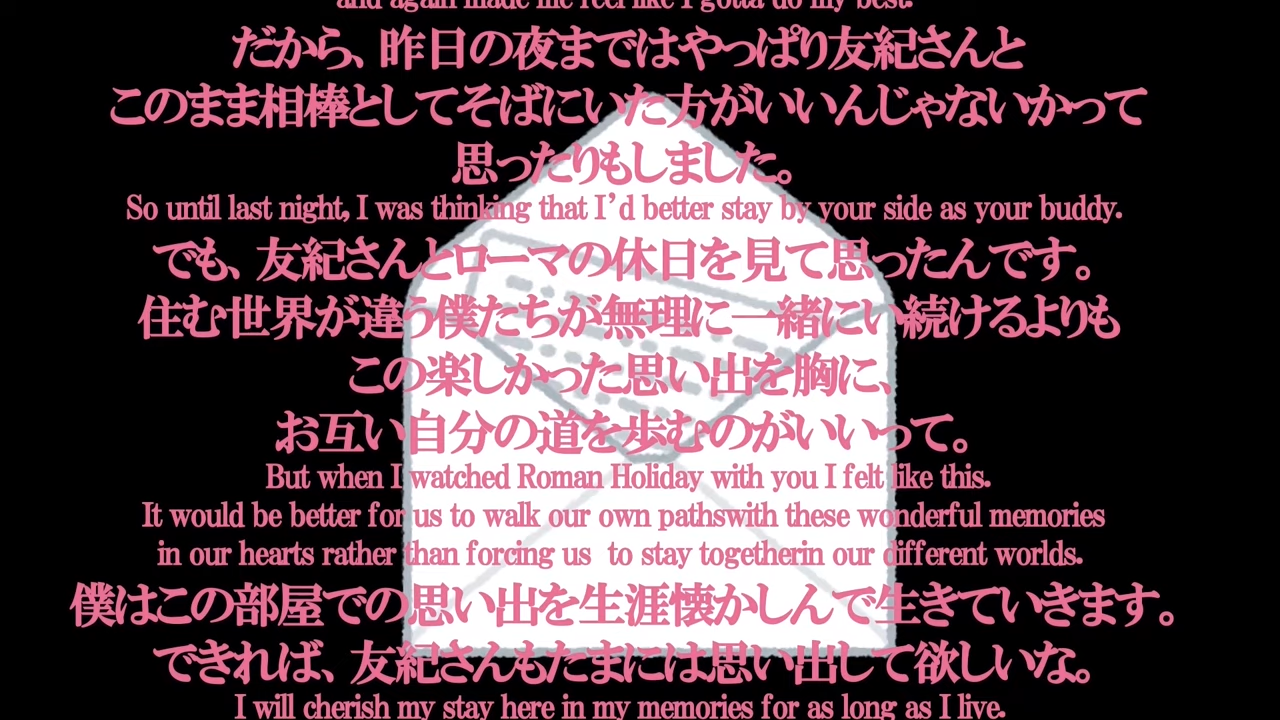 and again made me feel like I gotta do my best.
だから、昨日の夜まではやっぱり友紀さんと
このまま相棒としてそばにいた方がいいんじゃないかって
思ったりもしました。
So until last night, I was thinking that I’d better stay by your side as your buddy.
でも、友紀さんとローマの休日を見て思ったんです。
住む世界が違う僕たちが無理に一緒にい続けるよりも
この楽しかった思い出を胸に、
お互い自分の道を歩むのがいいって。
But when I watched Roman Holiday with you I felt like this.
It would be better for us to walk our own pathswith these wonderful memories
in our hearts rather than forcing us to stay togetherin our different worlds.
僕はこの部屋での思い出を生涯懐かしんで生きていきます。
できれば、友紀さんもたまには思い出して欲しいな。
I will cherish my stay here in my memories for as long as I live.